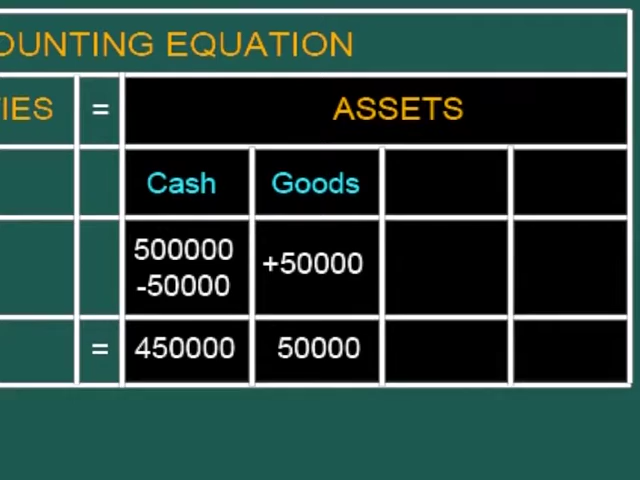 OUNTING EQUATION
IES = ASSETS
Cash Goods
500000 +50000
-50000
= 450000 50000